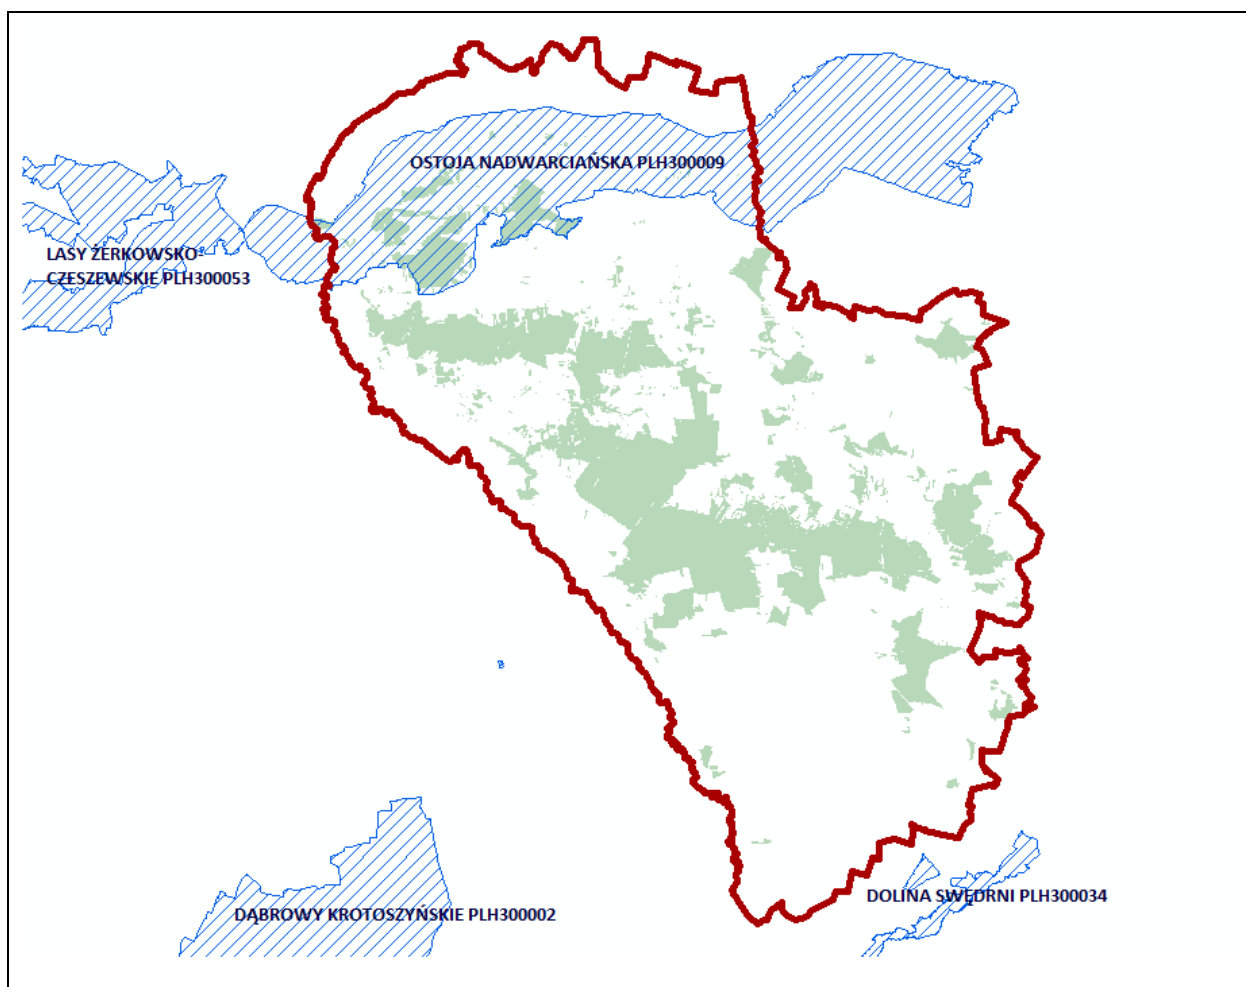 OSTOJA NADWARCIAŃSKA PLH300009
LASY ŻERKOWSKO-
CZESZEWSKIE PLH300053
DOLINA SWĘDRNI PLH300034
DĄBROWY KROTOSZYŃSKIE PLH300002